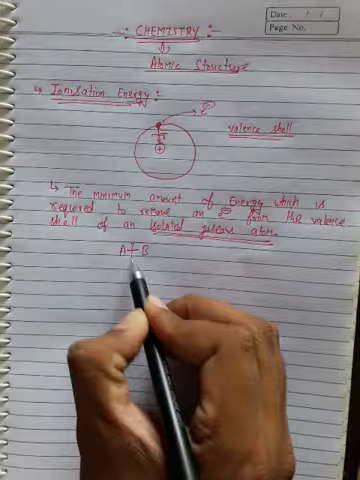 Date : / /
Page No.
-: CHEMISTRY :-
Atomic Structure
↳ Ionisation Energy :
e⊖
valence shell
+
↳ The minimum amount of Energy which is
required to remove an e⊖ from the valence
shell of an isolated gaseous atom.
A B